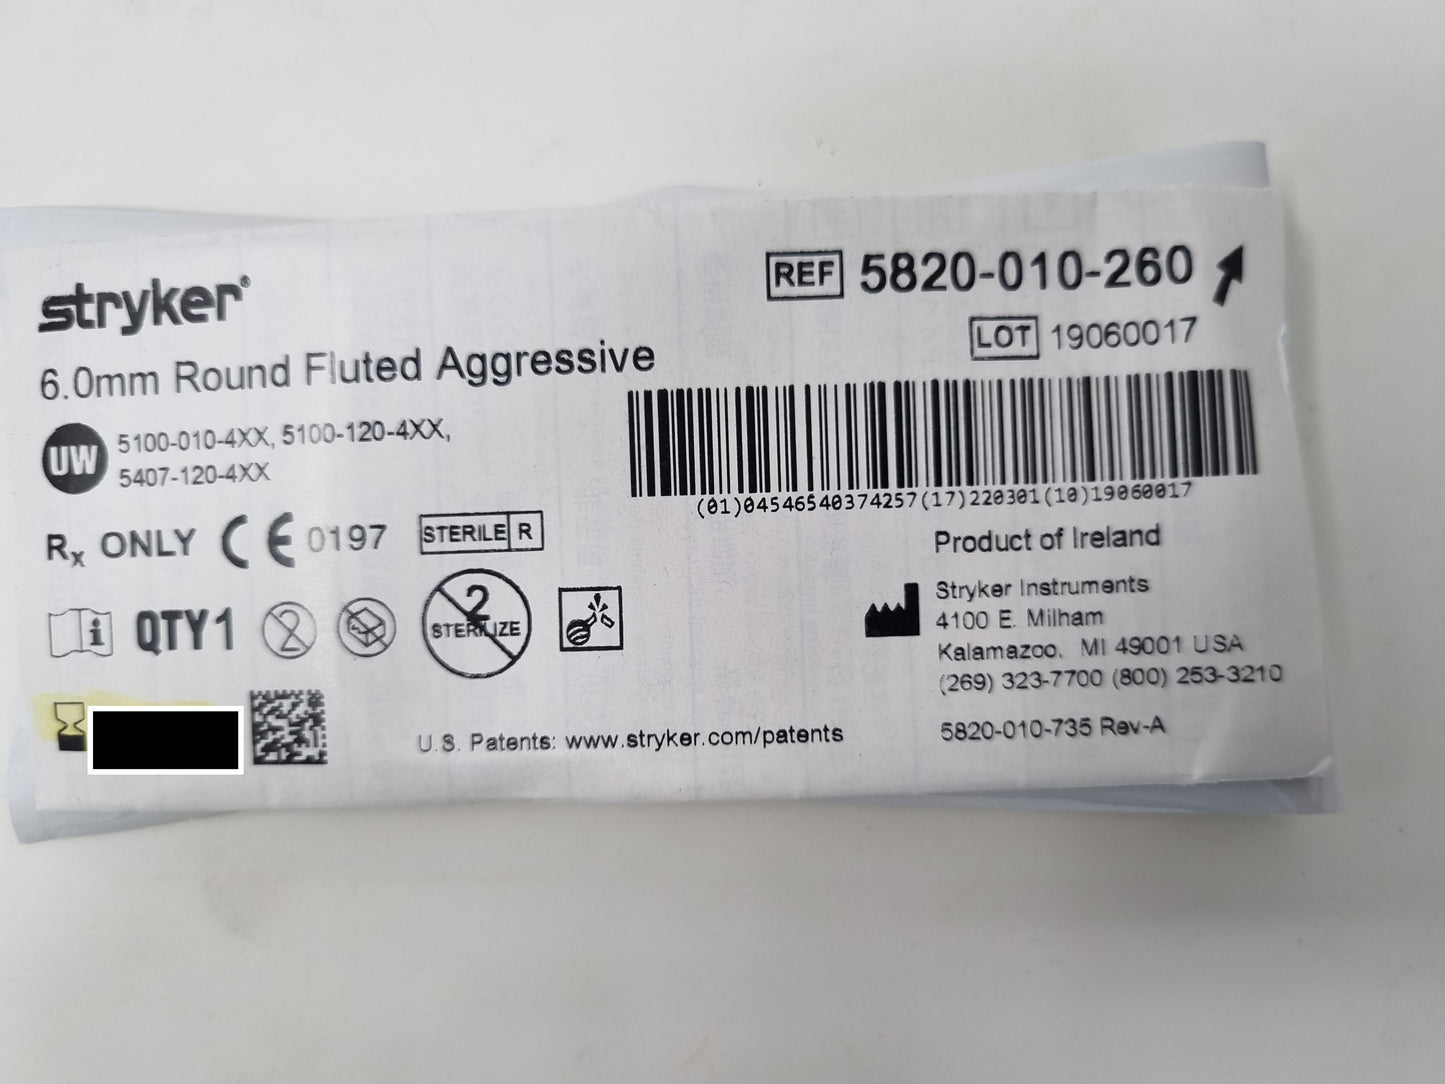 stryker®
6.0mm Round Fluted Aggressive
REF 5820-010-260
LOT 19060017
UW 5100-010-4XX, 5100-120-4XX,
5407-120-4XX
(01)04546540374257(17)220301(10)19060017
Rx ONLY CE 0197 STERILE R
Product of Ireland
Stryker Instruments
4100 E. Milham
Kalamazoo, MI 49001 USA
(269) 323-7700 (800) 253-3210
i QTY1 2 2 STERILIZE
U.S. Patents: www.stryker.com/patents
5820-010-735 Rev-A